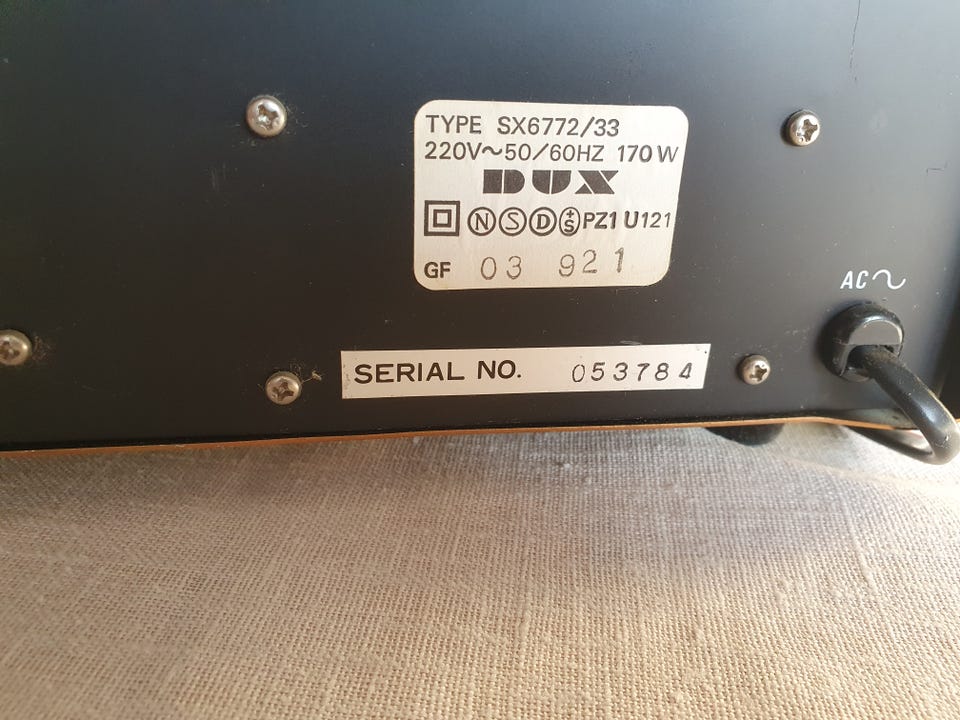 TYPE SX6772/33
220V~50/60HZ 170W
DUX
N S D +S PZ1 U121
GF 03 921
AC~
SERIAL NO. 053784